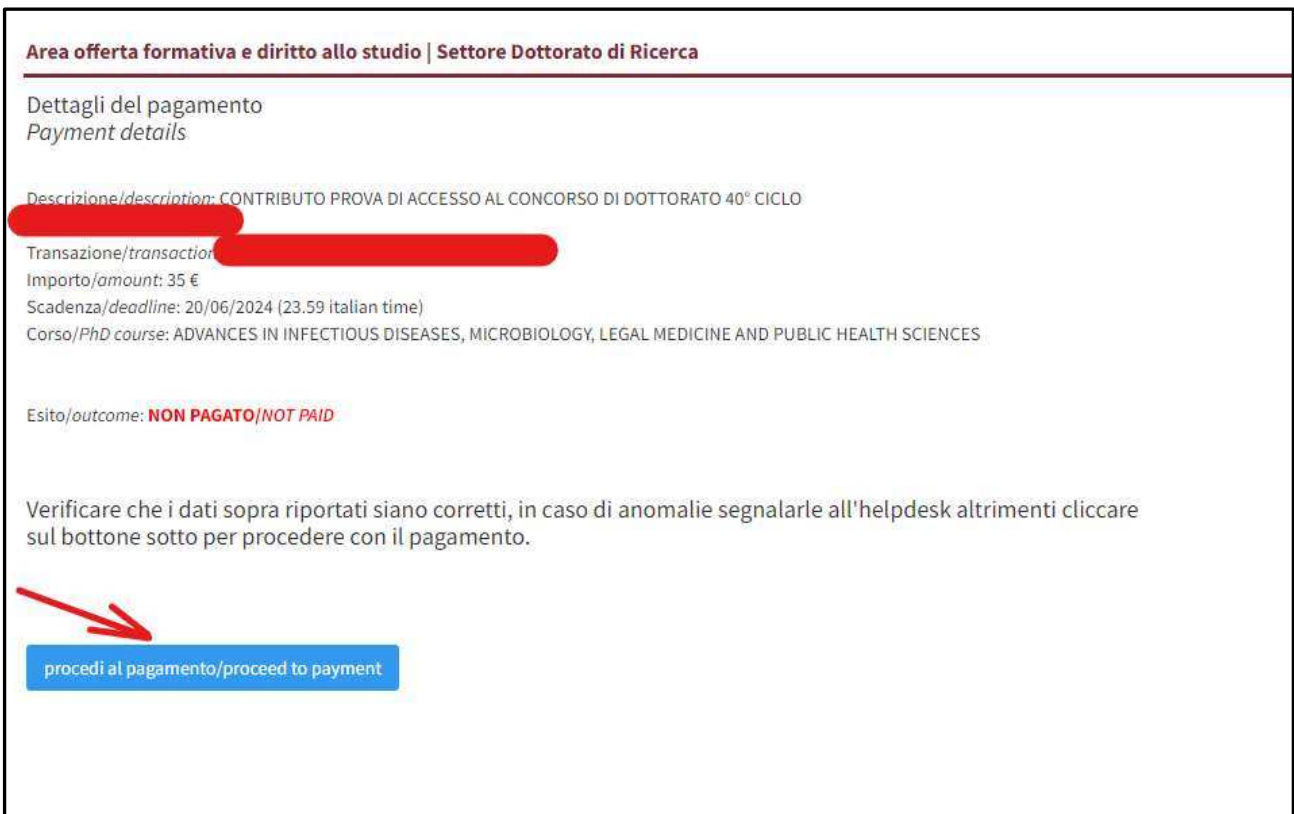 Area offerta formativa e diritto allo studio | Settore Dottorato di Ricerca
Dettagli del pagamento
Payment details
Descrizione/description: CONTRIBUTO PROVA DI ACCESSO AL CONCORSO DI DOTTORATO 40° CICLO
Transazione/transaction
Importo/amount: 35 €
Scadenza/deadline: 20/06/2024 (23.59 italian time)
Corso/PhD course: ADVANCES IN INFECTIOUS DISEASES, MICROBIOLOGY, LEGAL MEDICINE AND PUBLIC HEALTH SCIENCES
Esito/outcome: NON PAGATO/NOT PAID
Verificare che i dati sopra riportati siano corretti, in caso di anomalie segnalarle all'helpdesk altrimenti cliccare
sul bottone sotto per procedere con il pagamento.
procedi al pagamento/proceed to payment